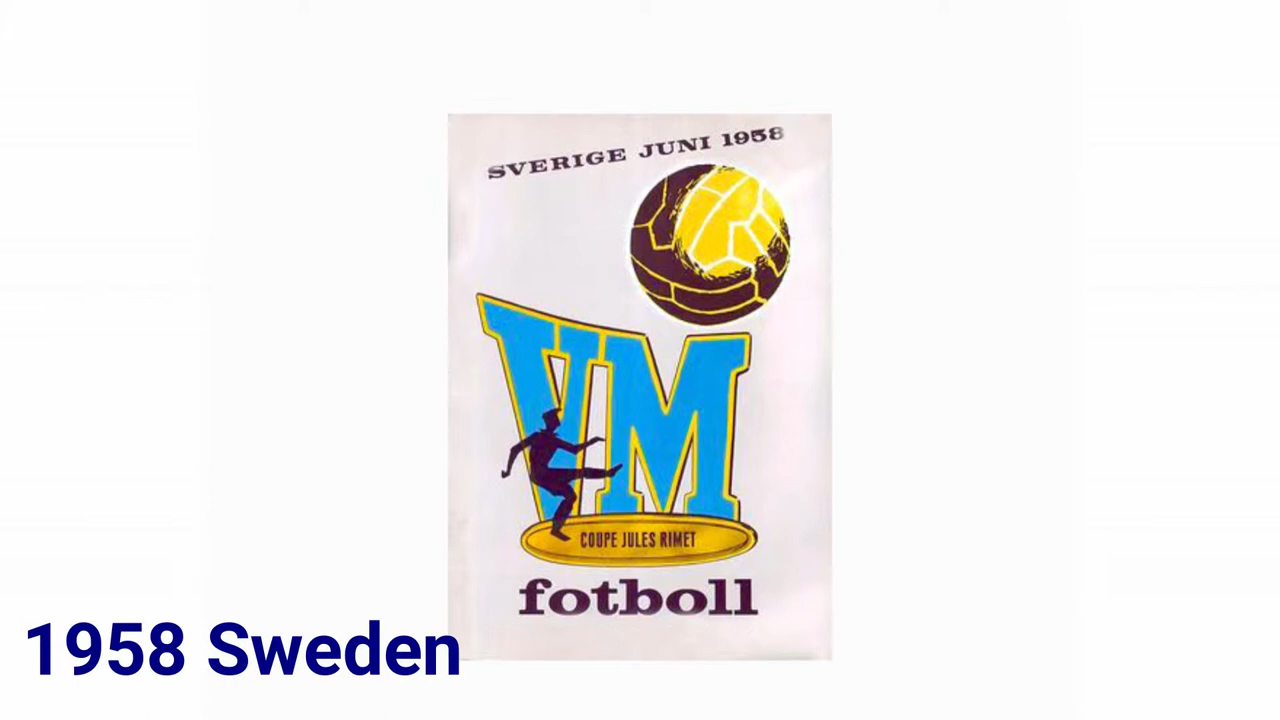 SVERIGE JUNI 1958
VM
COUPE JULES RIMET
fotboll
1958 Sweden